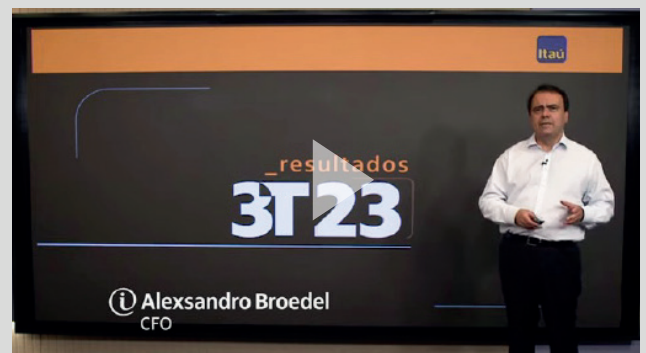 Itaú
_resultados
3T23
i Alexsandro Broedel
CFO